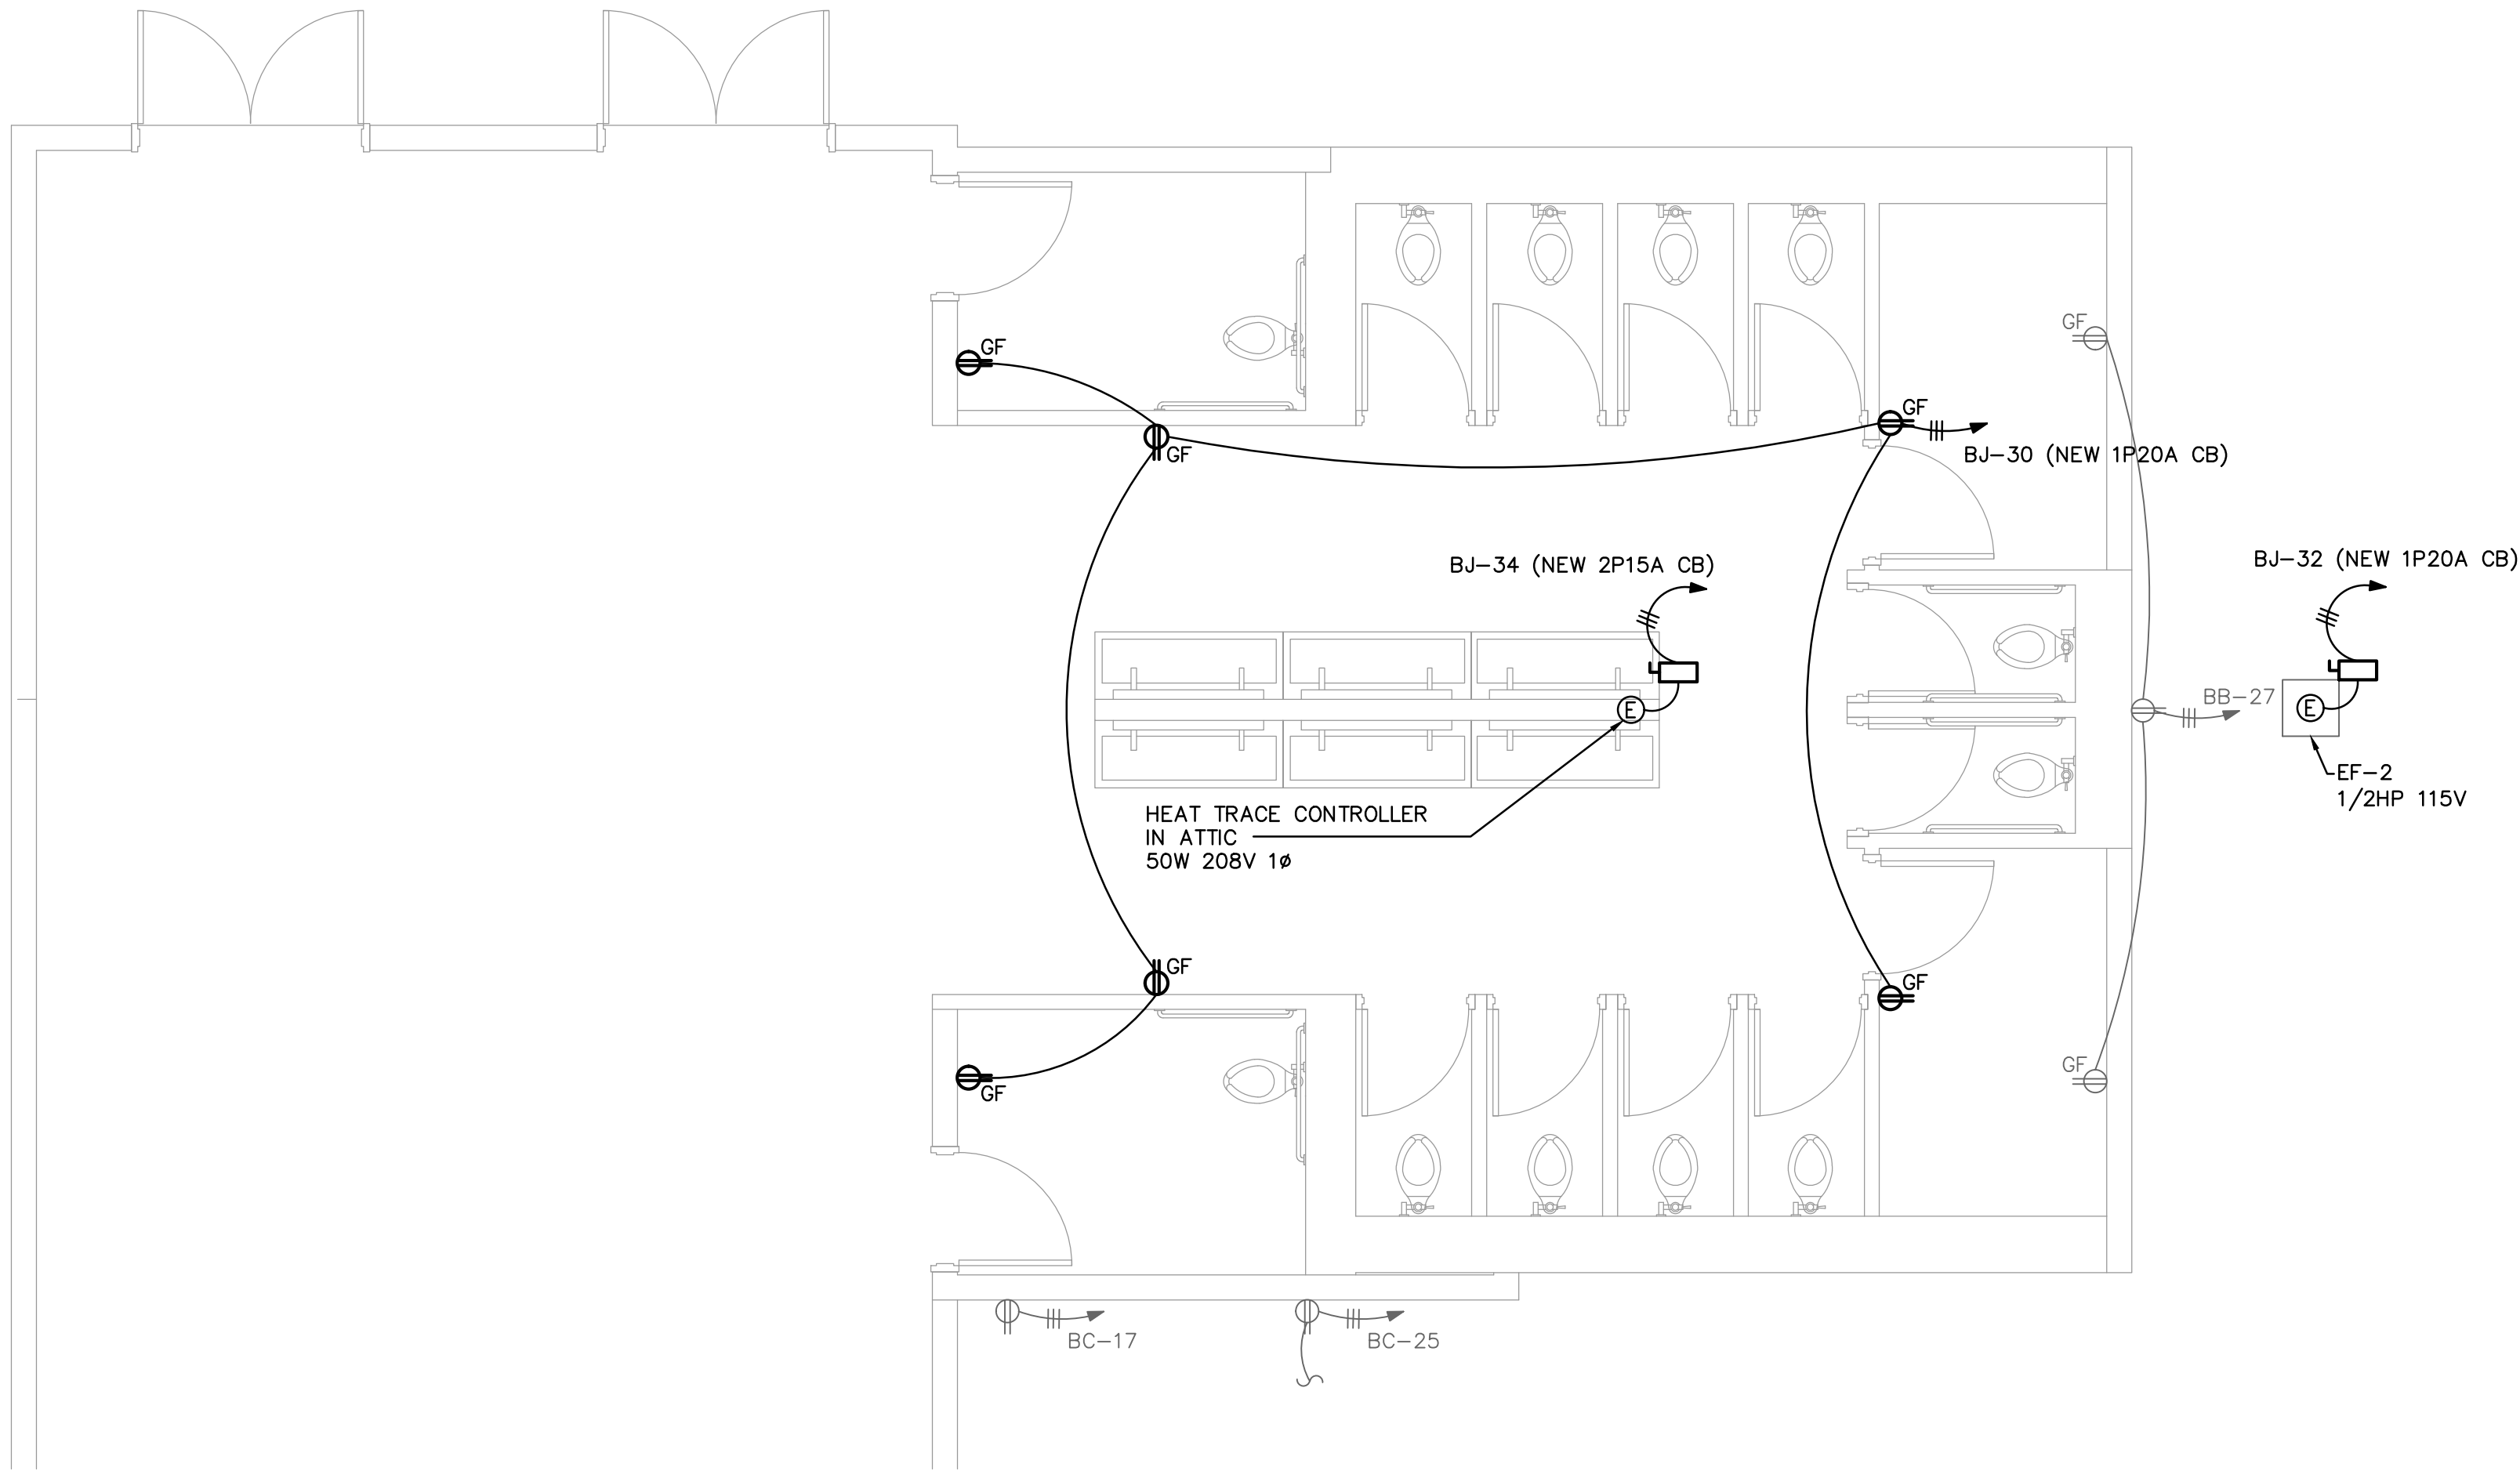 GF
GF
GF
GF
BJ-30 (NEW 1P20A CB)
BJ-34 (NEW 2P15A CB)
BJ-32 (NEW 1P20A CB)
BB-27
E
E
EF-2
1/2HP 115V
HEAT TRACE CONTROLLER
IN ATTIC
50W 208V 1ø
GF
GF
GF
GF
BC-17
BC-25